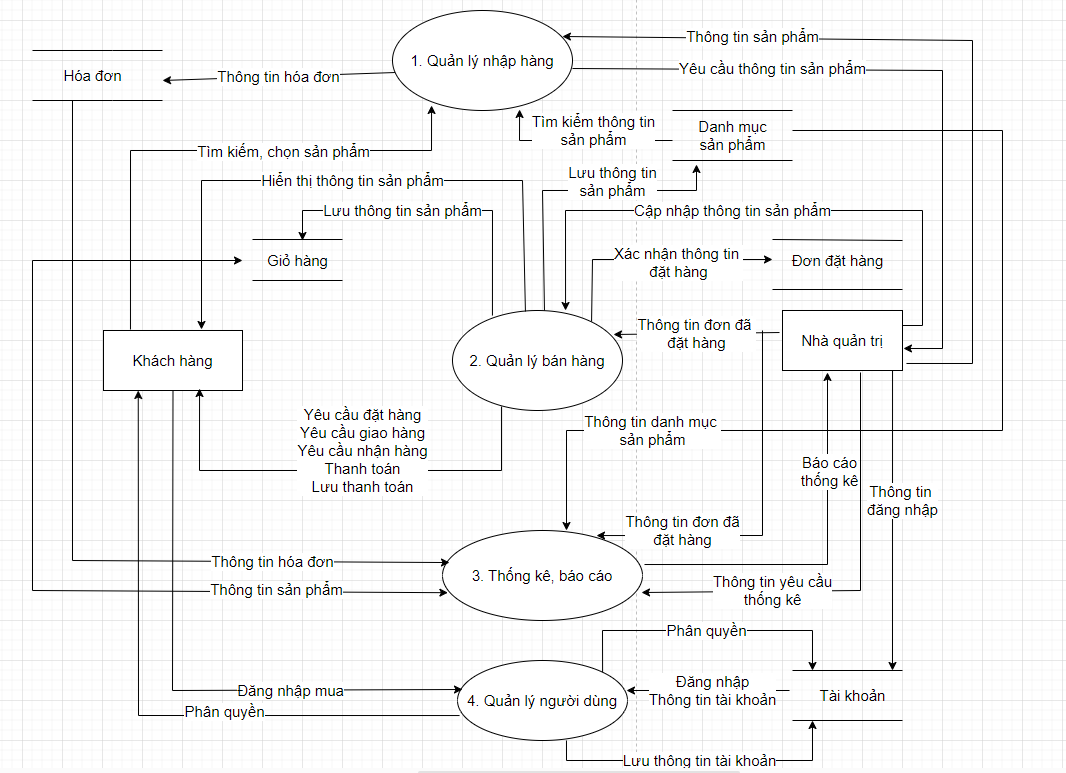 Thông tin sản phẩm
1. Quản lý nhập hàng
Yêu cầu thông tin sản phẩm
Hóa đơn
Thông tin hóa đơn
Tìm kiếm thông tin
sản phẩm
Danh mục
sản phẩm
Tìm kiếm, chọn sản phẩm
Lưu thông tin
sản phẩm
Hiển thị thông tin sản phẩm
Lưu thông tin sản phẩm
Cập nhập thông tin sản phẩm
Giỏ hàng
Xác nhận thông tin
đặt hàng
Đơn đặt hàng
Khách hàng
2. Quản lý bán hàng
Thông tin đơn đã
đặt hàng
Nhà quản trị
Yêu cầu đặt hàng
Yêu cầu giao hàng
Yêu cầu nhận hàng
Thanh toán
Lưu thanh toán
Thông tin danh mục
sản phẩm
Báo cáo
thống kê
Thông tin
đăng nhập
Thông tin đơn đã
đặt hàng
Thông tin hóa đơn
Thông tin sản phẩm
3. Thống kê, báo cáo
Thông tin yêu cầu
thống kê
Phân quyền
Đăng nhập mua
Phân quyền
4. Quản lý người dùng
Đăng nhập
Thông tin tài khoản
Tài khoản
Lưu thông tin tài khoản